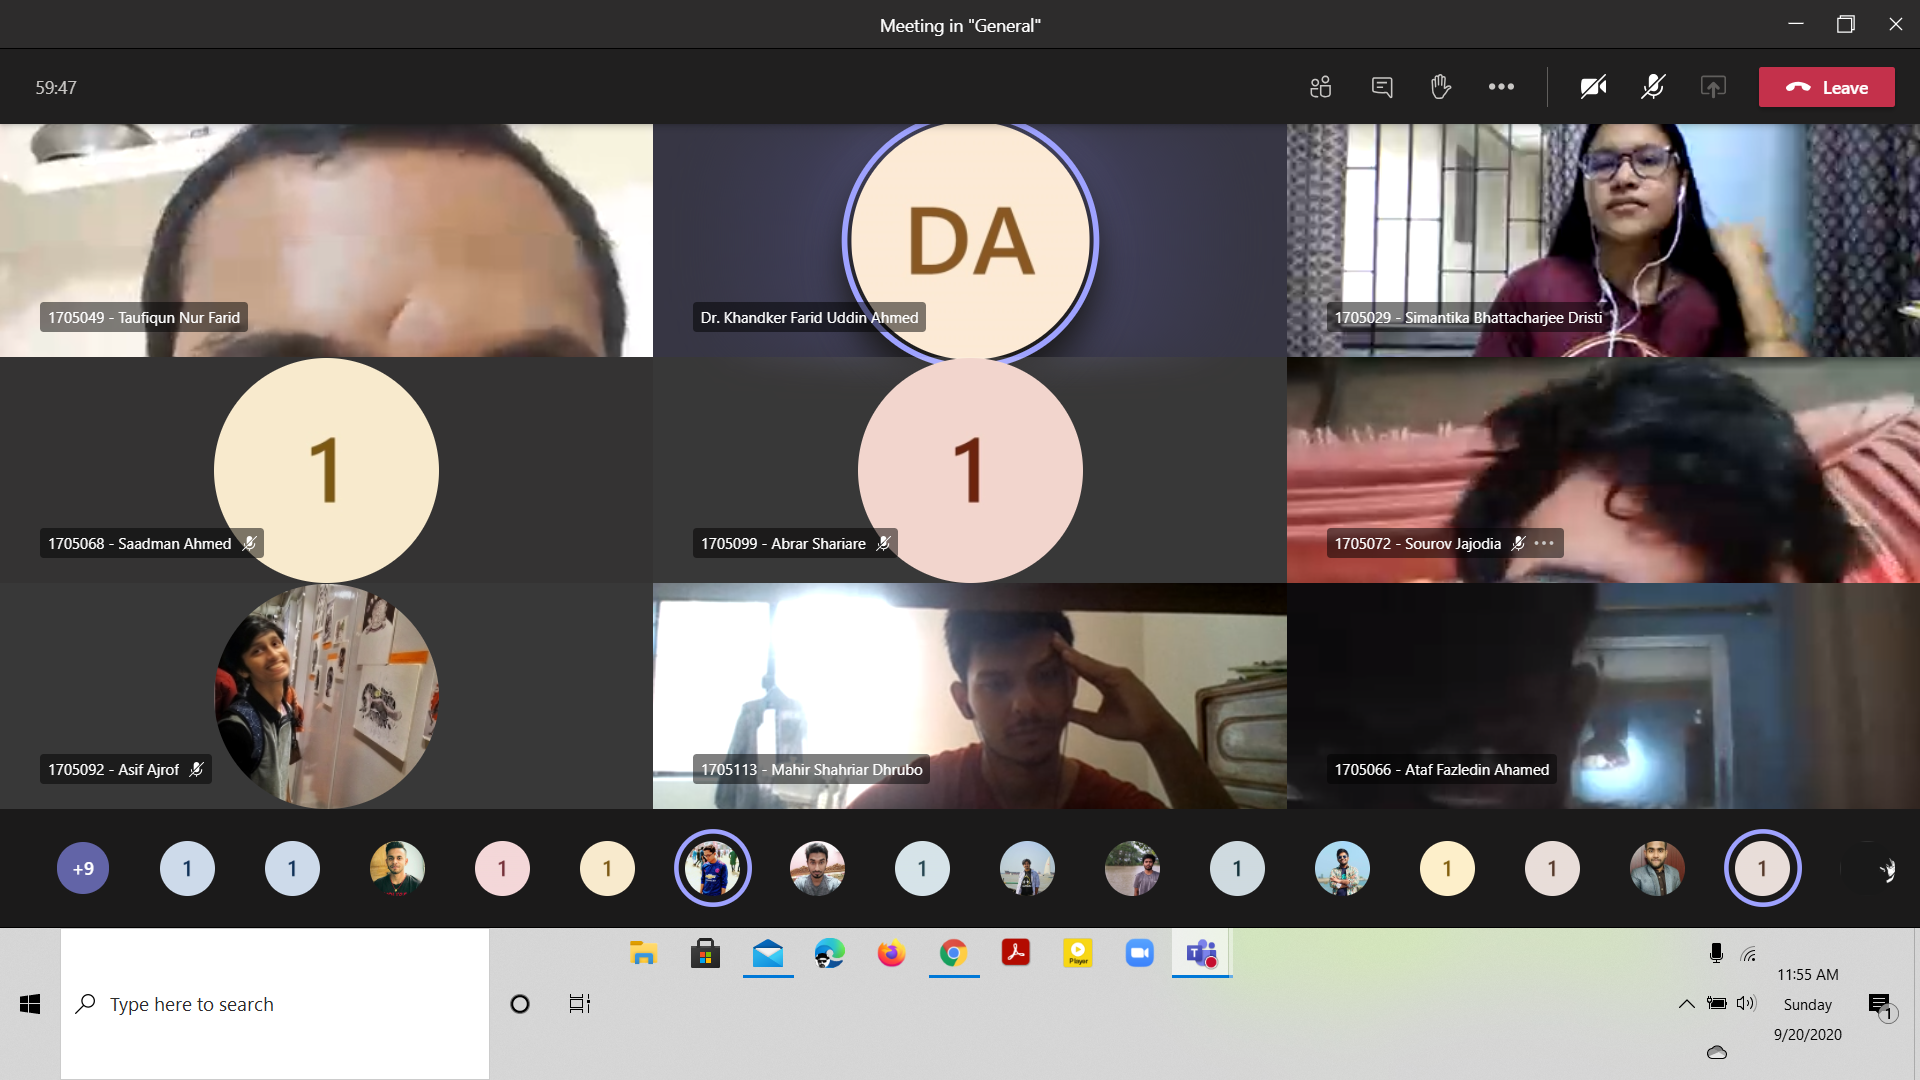 Meeting in "General"
59:47
Leave
1705049 - Taufiqun Nur Farid
DA
Dr. Khandker Farid Uddin Ahmed
1705029 - Simantika Bhattacharjee Dristi
1
1705068 - Saadman Ahmed
1
1705099 - Abrar Shariare
1705072 - Sourov Jajodia
1705092 - Asif Ajrof
1705113 - Mahir Shahriar Dhrubo
1705066 - Ataf Fazledin Ahamed
+9
1
1
1
1
1
1
1
1
1
Player
Type here to search
11:55 AM
Sunday
9/20/2020
1